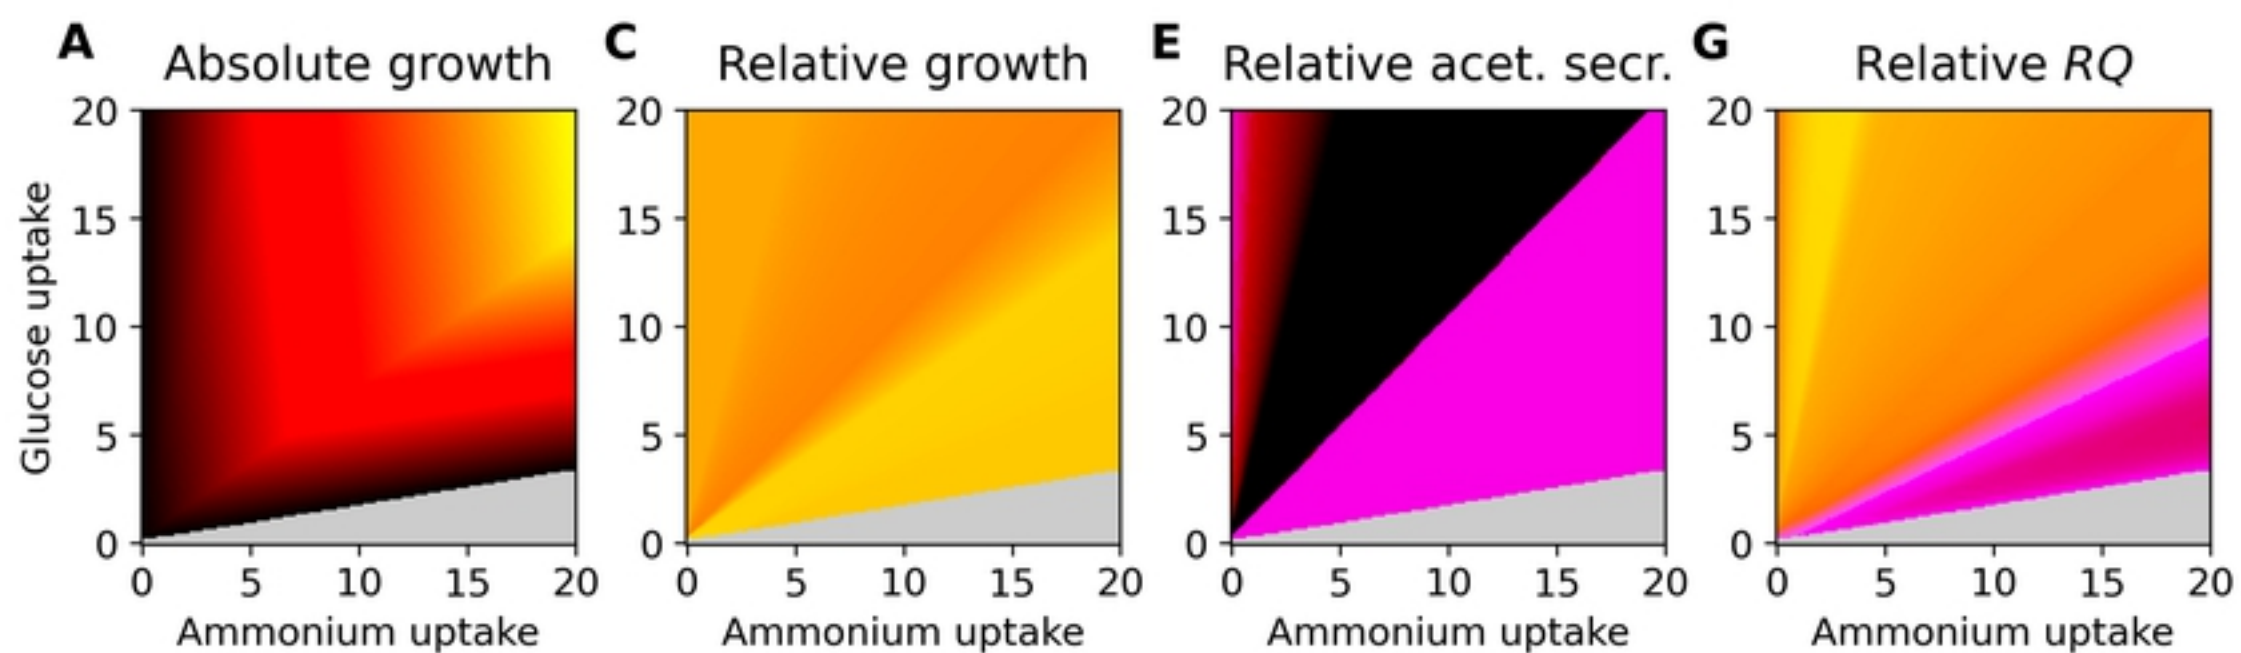 A Absolute growth
20
15
10
5
0
0 5 10 15 20
Glucose uptake
Ammonium uptake
C Relative growth
20
15
10
5
0
0 5 10 15 20
Ammonium uptake
E Relative acet. secr.
20
15
10
5
0
0 5 10 15 20
Ammonium uptake
G Relative RQ
20
15
10
5
0
0 5 10 15 20
Ammonium uptake